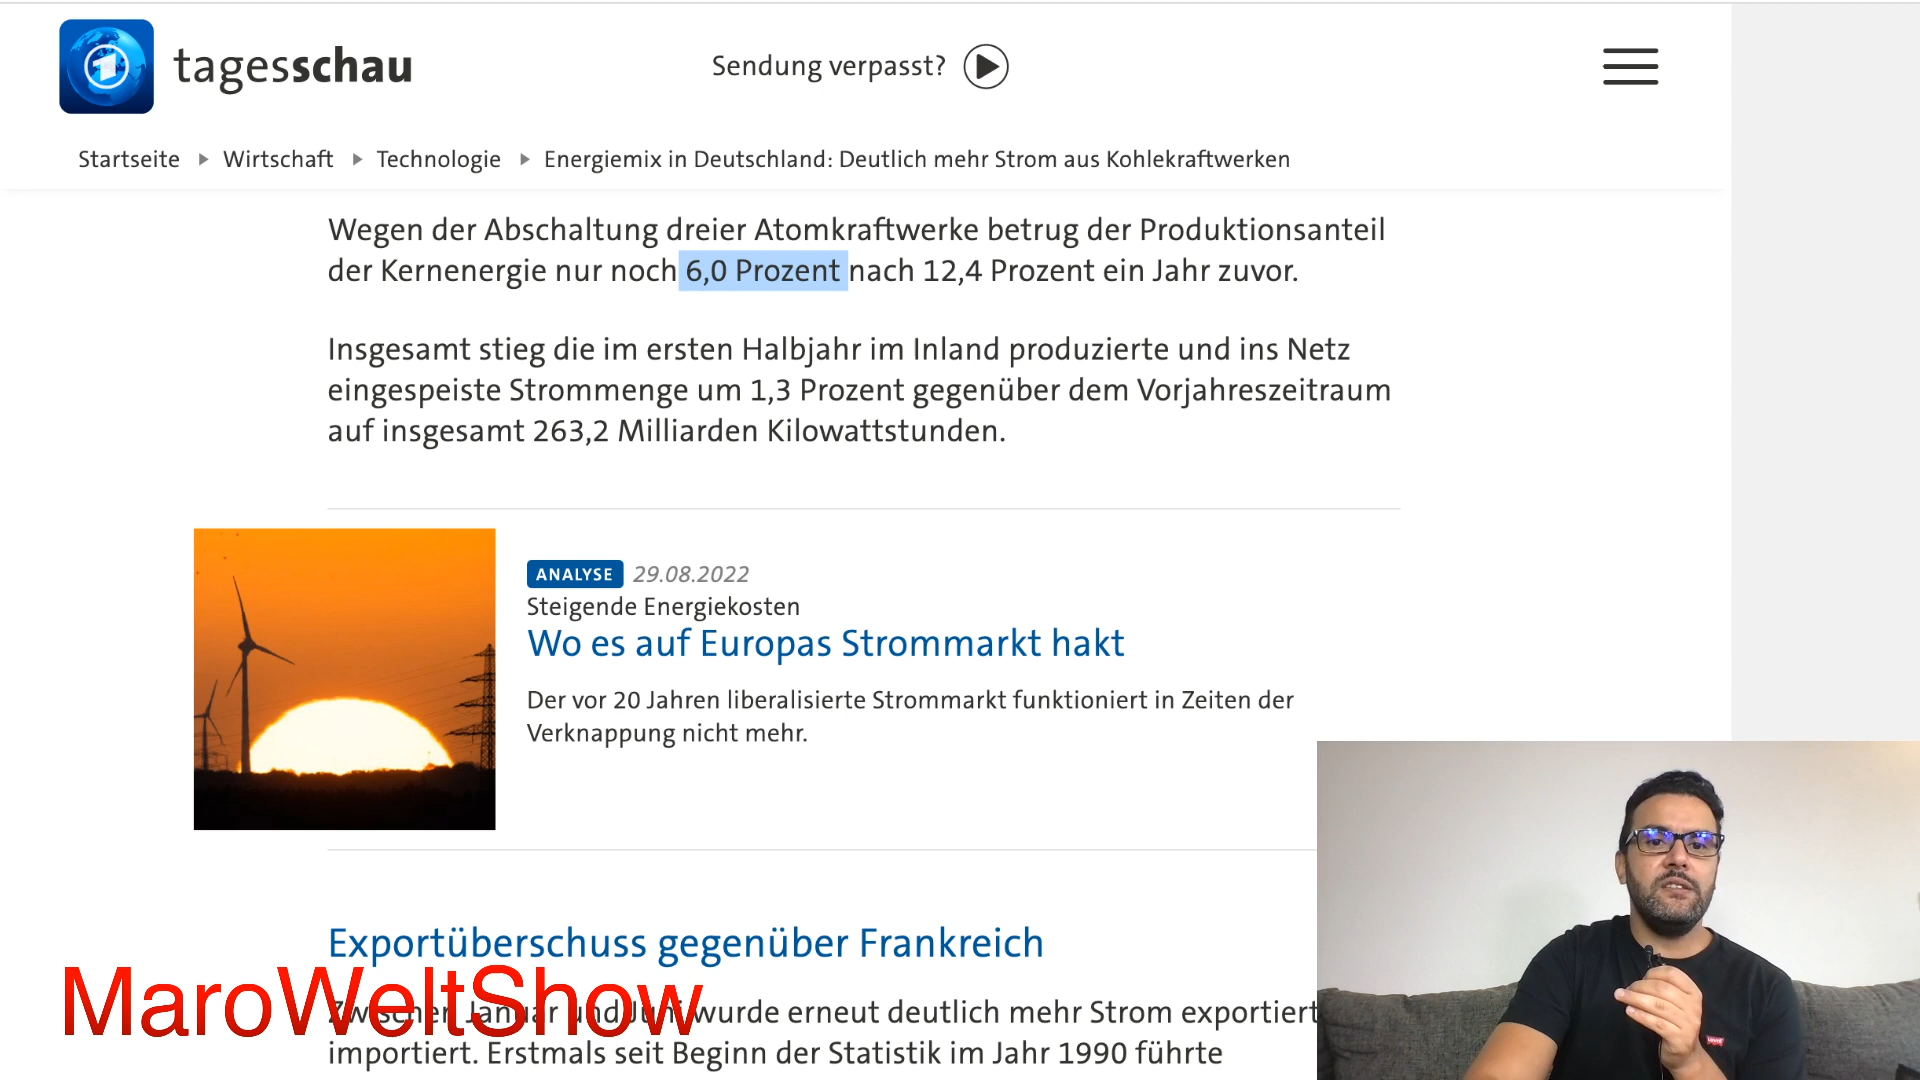 tagesschau
Sendung verpasst?
Startseite Wirtschaft Technologie Energiemix in Deutschland: Deutlich mehr Strom aus Kohlekraftwerken
Wegen der Abschaltung dreier Atomkraftwerke betrug der Produktionsanteil
der Kernenergie nur noch 6,0 Prozent nach 12,4 Prozent ein Jahr zuvor.
Insgesamt stieg die im ersten Halbjahr im Inland produzierte und ins Netz
eingespeiste Strommenge um 1,3 Prozent gegenüber dem Vorjahreszeitraum
auf insgesamt 263,2 Milliarden Kilowattstunden.
ANALYSE 29.08.2022
Steigende Energiekosten
Wo es auf Europas Strommarkt hakt
Der vor 20 Jahren liberalisierte Strommarkt funktioniert in Zeiten der
Verknappung nicht mehr.
Exportüberschuss gegenüber Frankreich
MaroWeltShow
Zwischen Januar und Juni wurde erneut deutlich mehr Strom exportiert
importiert. Erstmals seit Beginn der Statistik im Jahr 1990 führte